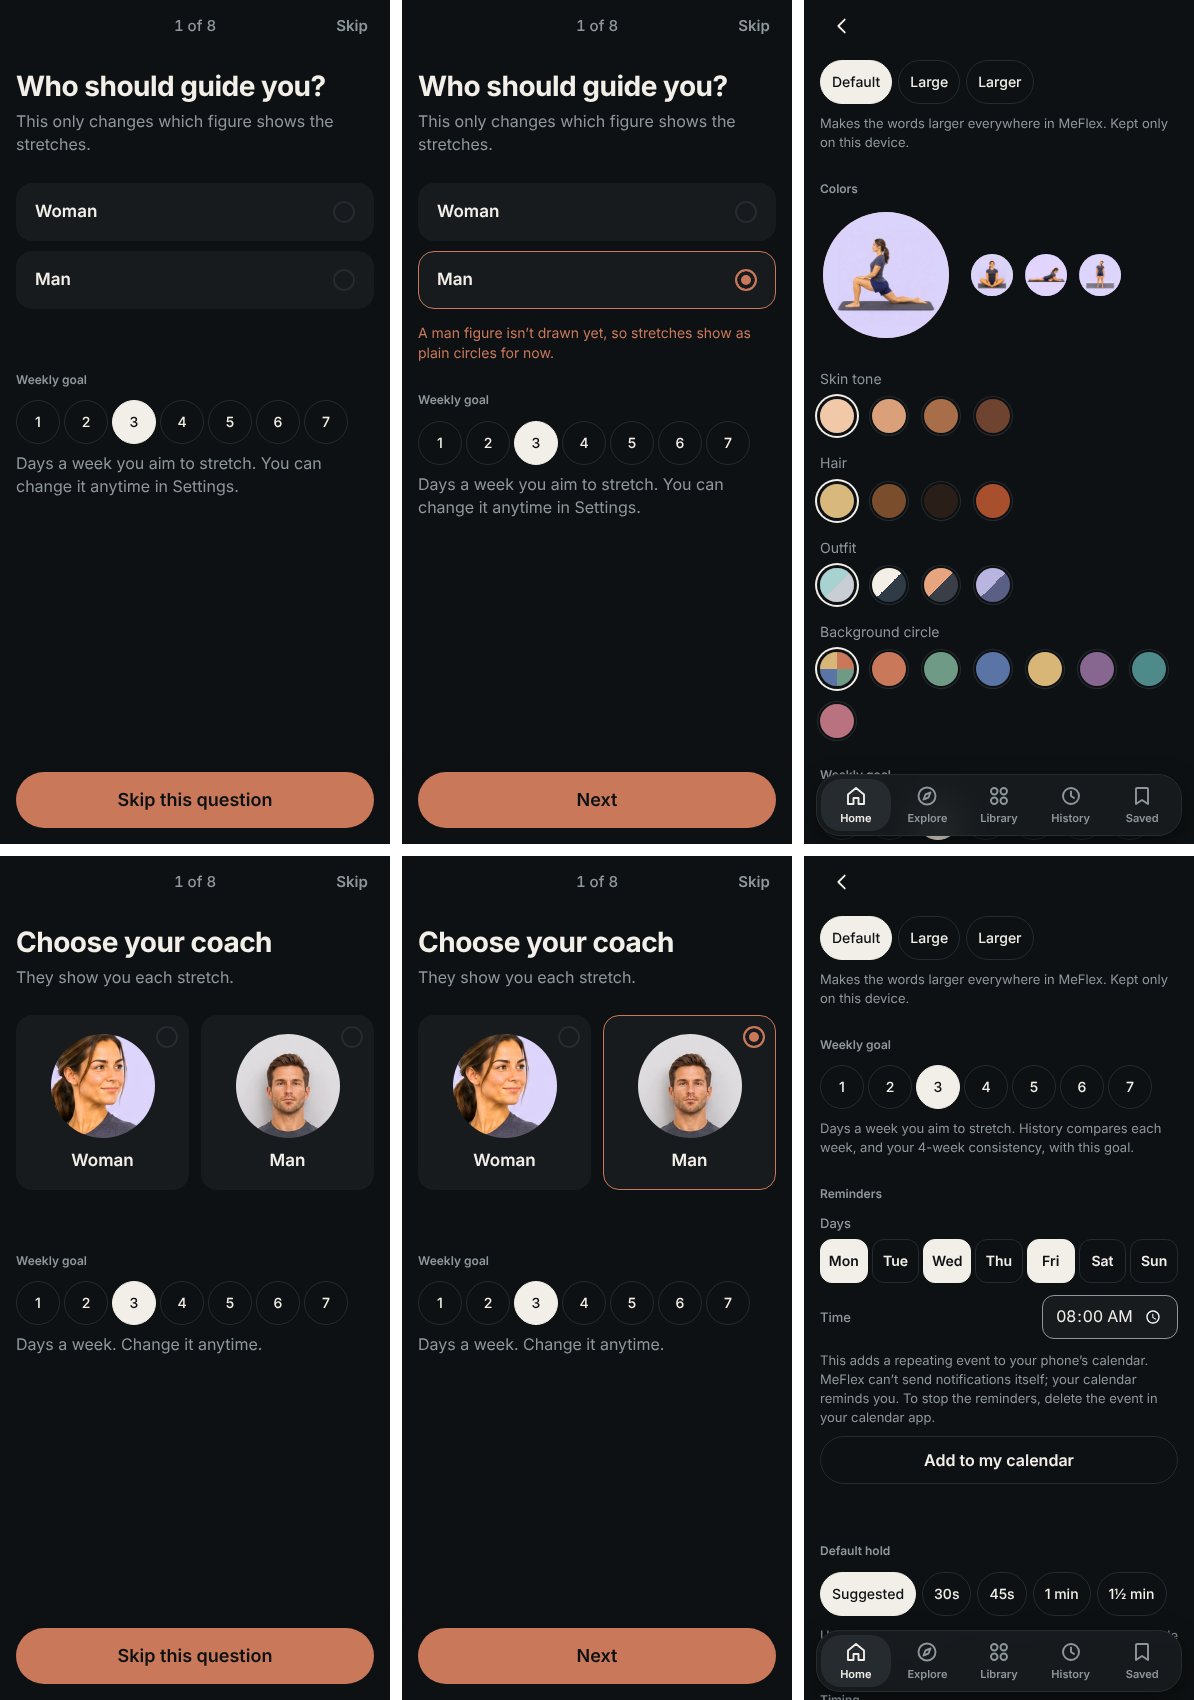 1 of 8
Skip
Who should guide you?
This only changes which figure shows the
stretches.
Woman
Man
Weekly goal
1 2 3 4 5 6 7
Days a week you aim to stretch. You can
change it anytime in Settings.
Skip this question
1 of 8
Skip
Who should guide you?
This only changes which figure shows the
stretches.
Woman
Man
A man figure isn’t drawn yet, so stretches show as
plain circles for now.
Weekly goal
1 2 3 4 5 6 7
Days a week you aim to stretch. You can
change it anytime in Settings.
Next
Default Large Larger
Makes the words larger everywhere in MeFlex. Kept only
on this device.
Colors
Skin tone
Hair
Outfit
Background circle
Weekly goal
Home Explore Library History Saved
1 of 8
Skip
Choose your coach
They show you each stretch.
Woman Man
Weekly goal
1 2 3 4 5 6 7
Days a week. Change it anytime.
Skip this question
1 of 8
Skip
Choose your coach
They show you each stretch.
Woman Man
Weekly goal
1 2 3 4 5 6 7
Days a week. Change it anytime.
Next
Default Large Larger
Makes the words larger everywhere in MeFlex. Kept only
on this device.
Weekly goal
1 2 3 4 5 6 7
Days a week you aim to stretch. History compares each
week, and your 4-week consistency, with this goal.
Reminders
Days
Mon Tue Wed Thu Fri Sat Sun
Time
08:00 AM
This adds a repeating event to your phone’s calendar.
MeFlex can’t send notifications itself; your calendar
reminds you. To stop the reminders, delete the event in
your calendar app.
Add to my calendar
Default hold
Suggested 30s 45s 1 min 1½ min
Home Explore Library History Saved
Timing